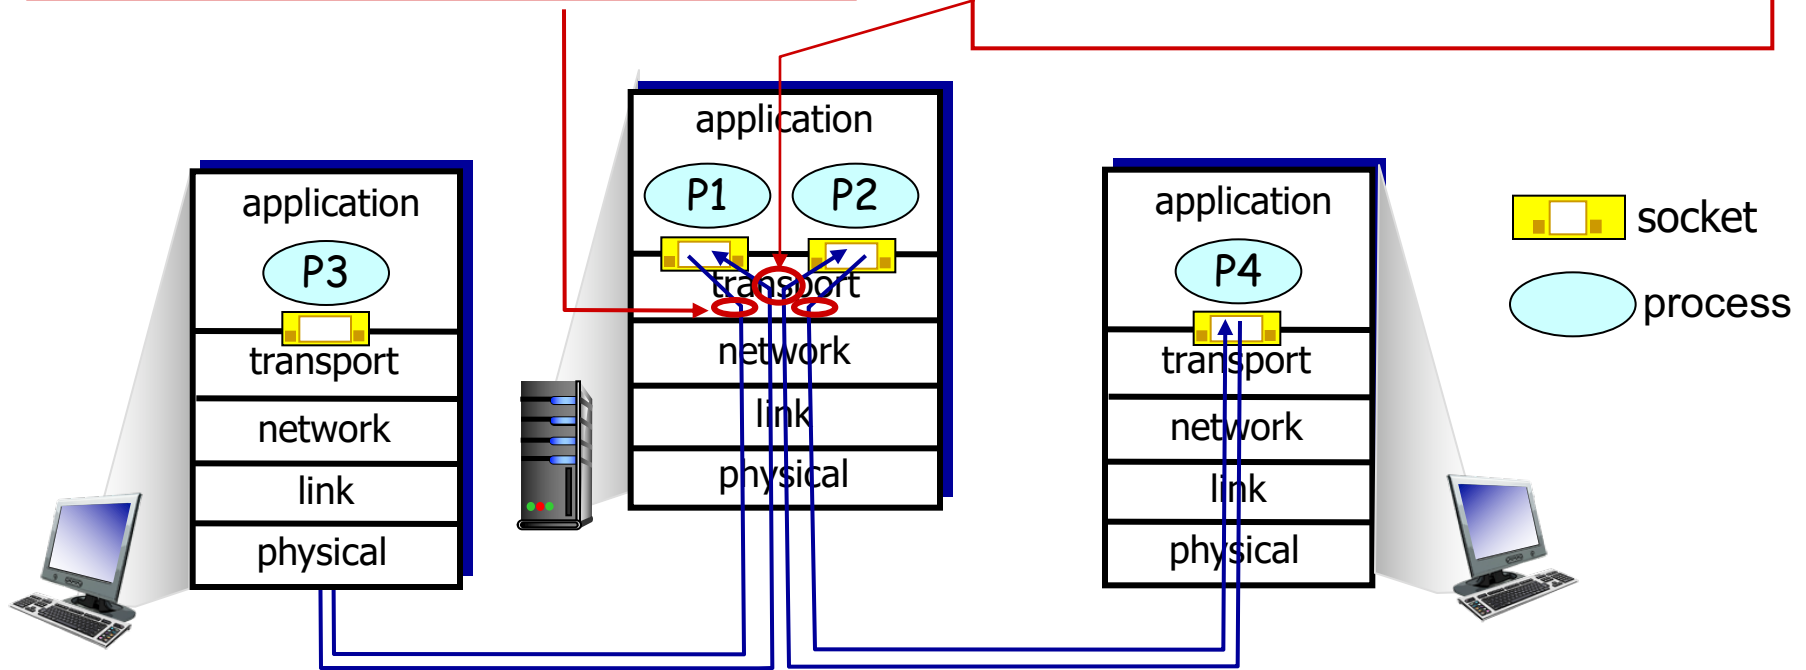 application
P1
P2
transport
network
link
physical
application
P3
transport
network
link
physical
application
P4
transport
network
link
physical
socket
process